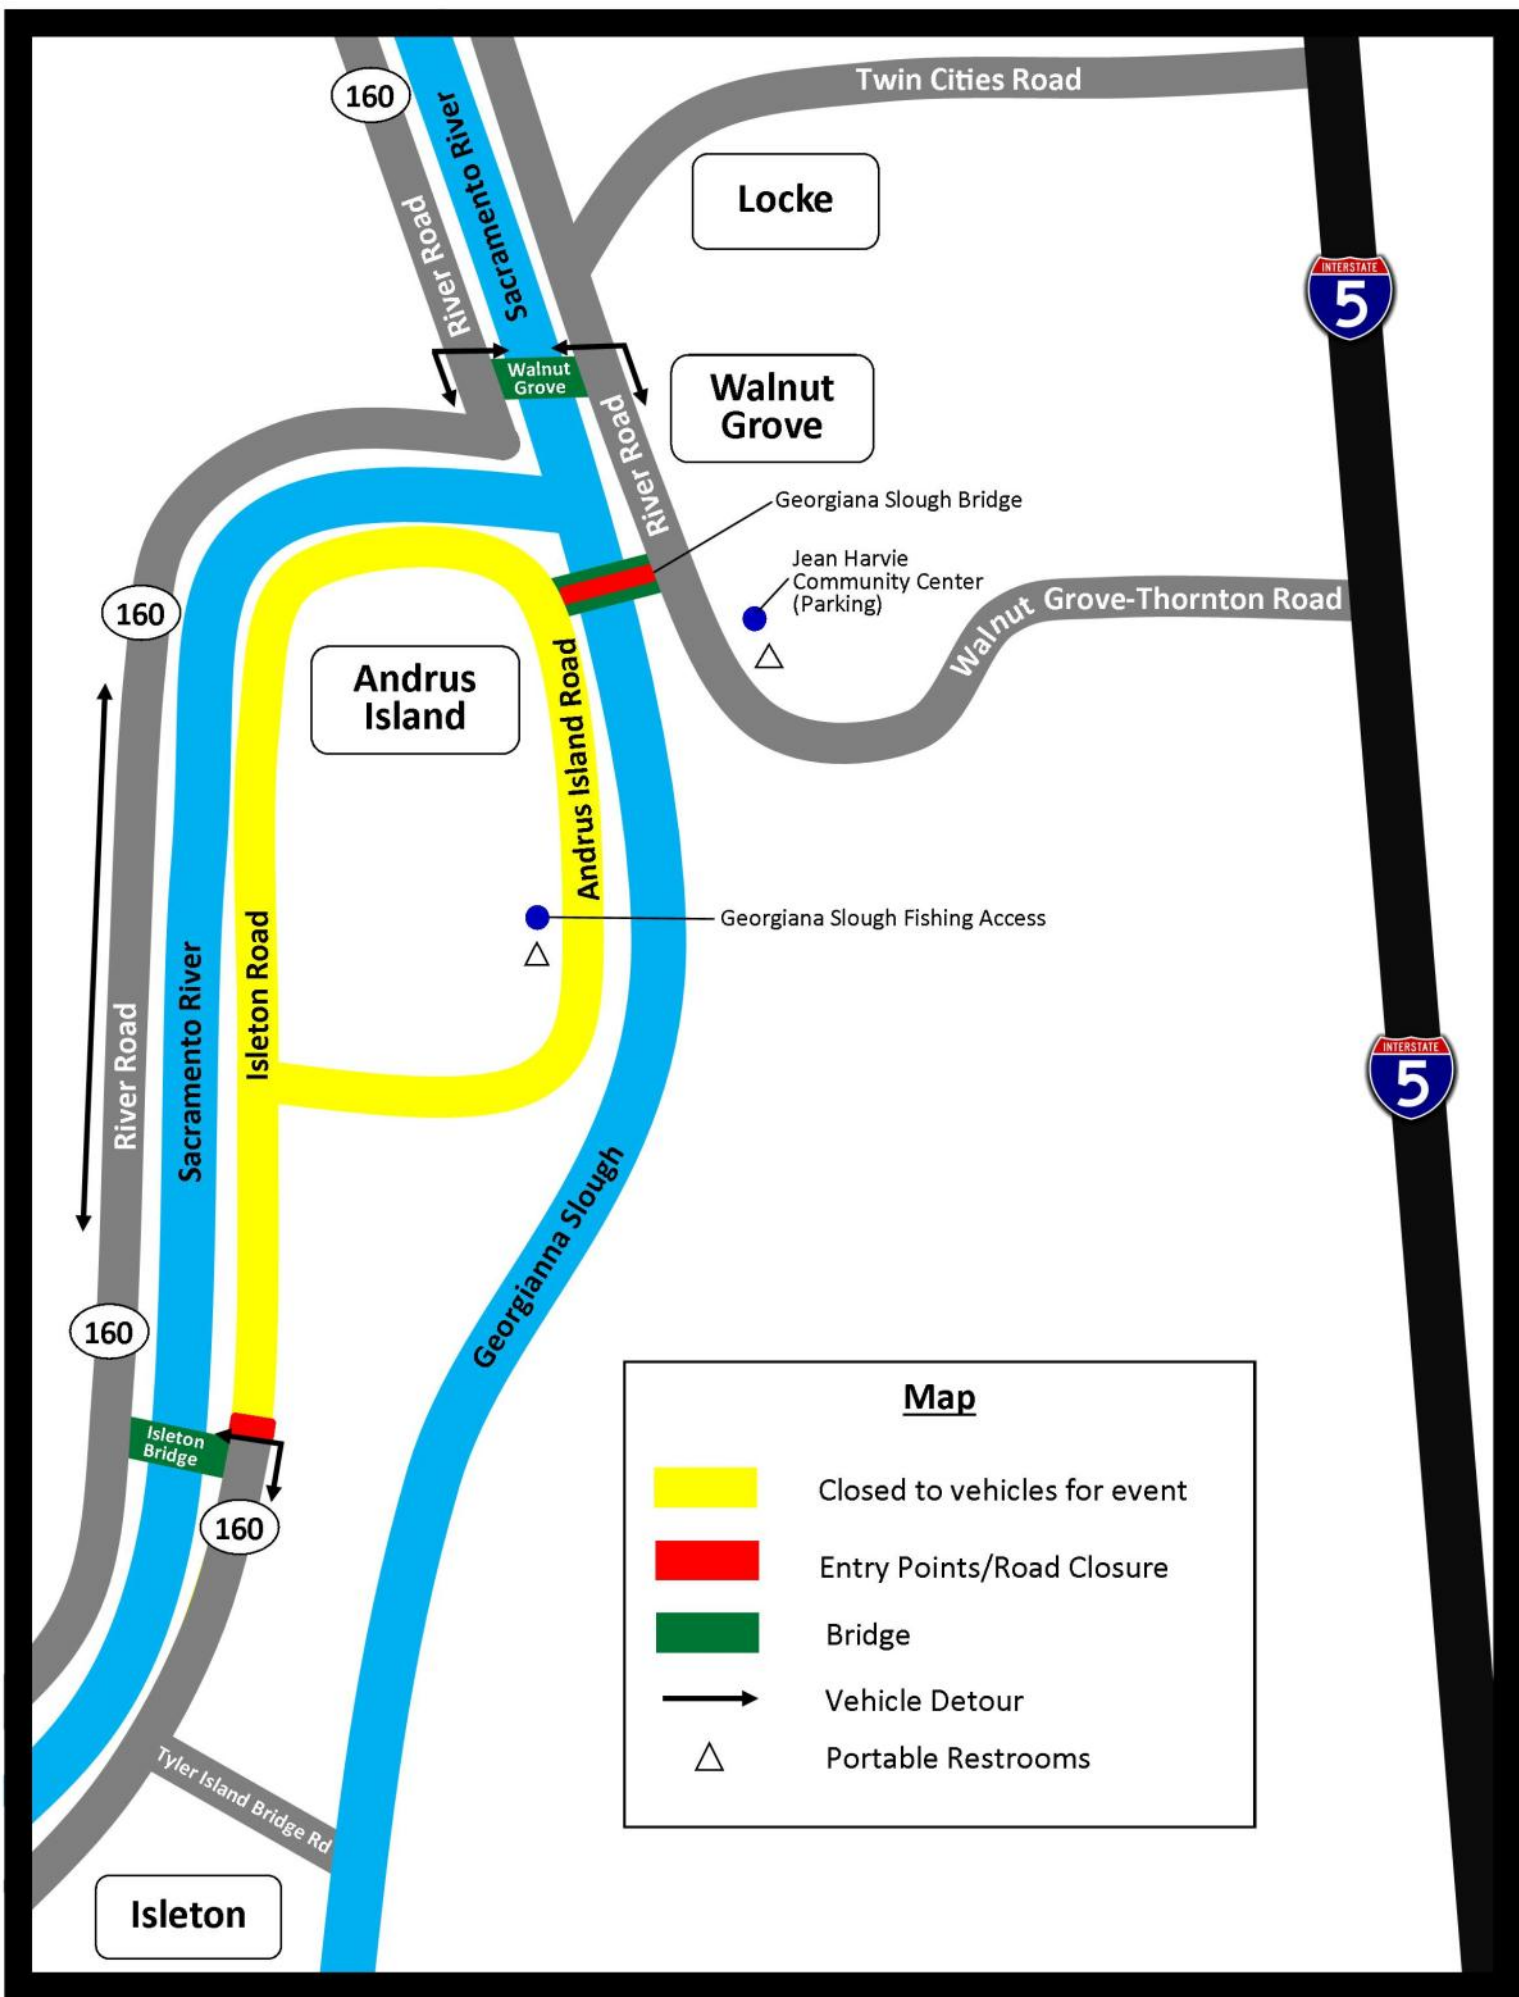 Twin Cities Road
160
Sacramento River
Locke
River Road
INTERSTATE
5
Walnut
Grove
Walnut
Grove
River Road
Georgiana Slough Bridge
Jean Harvie
Community Center
(Parking)
160
Walnut Grove-Thornton Road
Andrus
Island
Andrus Island Road
Georgiana Slough Fishing Access
Isleton Road
Sacramento River
River Road
INTERSTATE
5
Georgianna Slough
160
Isleton
Bridge
160
Map
Closed to vehicles for event
Entry Points/Road Closure
Bridge
Vehicle Detour
Portable Restrooms
Tyler Island Bridge Rd
Isleton